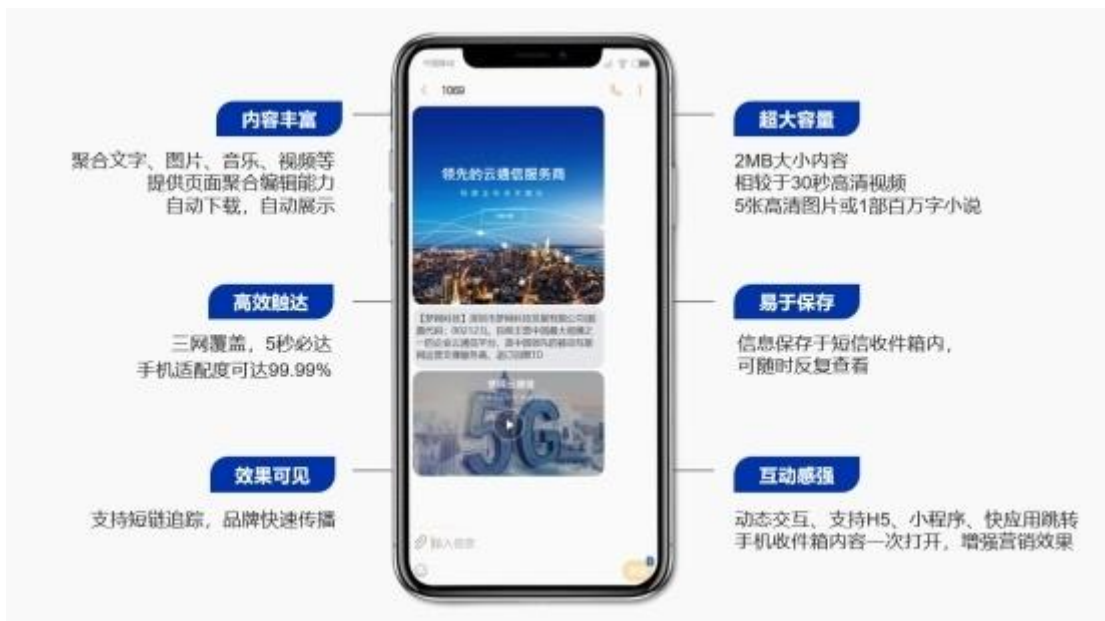 内容丰富
聚合文字、图片、音乐、视频等
提供页面聚合编辑能力
自动下载，自动展示
高效触达
三网覆盖，5秒必达
手机适配度可达99.99%
效果可见
支持短链追踪，品牌快速传播
1069
领先的云通信服务商
5G
输入信息
超大容量
2MB大小内容
相较于30秒高清视频
5张高清图片或1部百万字小说
易于保存
信息保存于短信收件箱内，
可随时反复查看
互动感强
动态交互、支持H5、小程序、快应用跳转
手机收件箱内容一次打开，增强营销效果